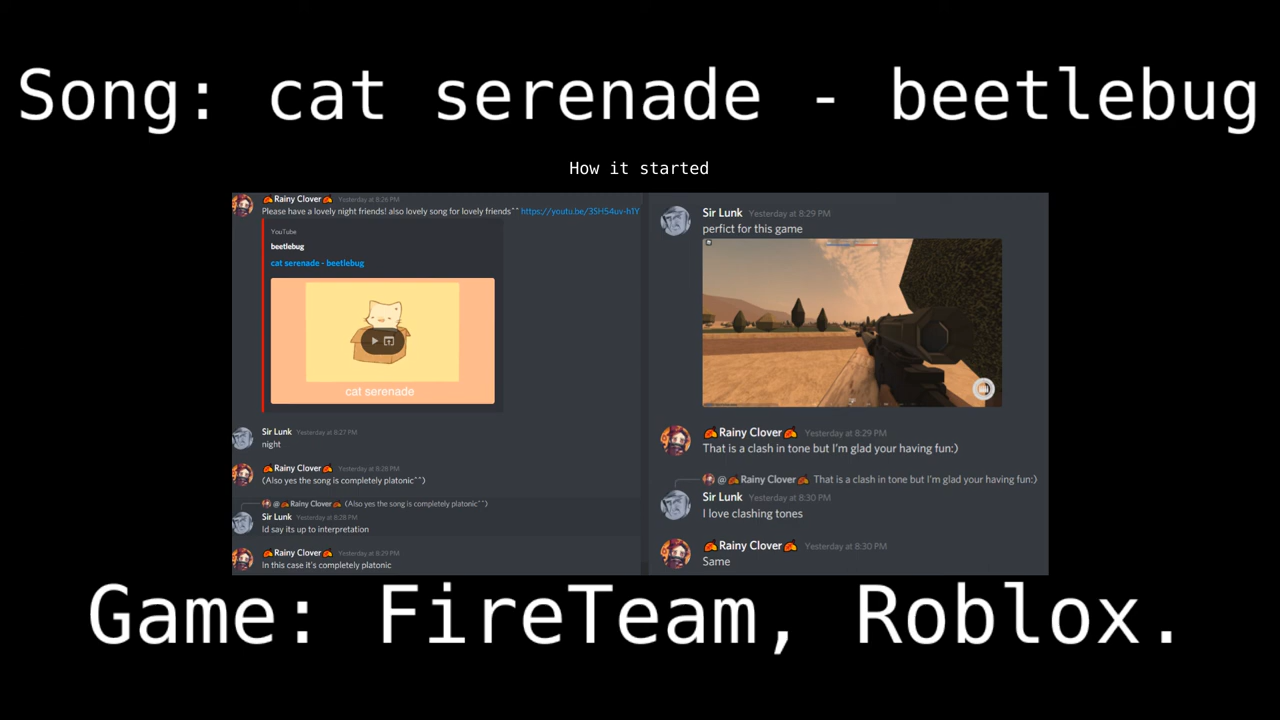 Song: cat serenade - beetlebug
How it started
Rainy Clover Yesterday at 8:26 PM
Please have a lovely night friends! also lovely song for lovely friends^^ https://youtu.be/3SH54uv-h1Y
YouTube
beetlebug
cat serenade - beetlebug
cat serenade
Sir Lunk Yesterday at 8:27 PM
night
Rainy Clover Yesterday at 8:28 PM
(Also yes the song is completely platonic^^)
@ Rainy Clover (Also yes the song is completely platonic^^)
Sir Lunk Yesterday at 8:28 PM
Id say its up to interpretation
Rainy Clover Yesterday at 8:29 PM
In this case it's completely platonic
Sir Lunk Yesterday at 8:29 PM
perfict for this game
Rainy Clover Yesterday at 8:29 PM
That is a clash in tone but I'm glad your having fun:)
@ Rainy Clover That is a clash in tone but I'm glad your having fun:)
Sir Lunk Yesterday at 8:30 PM
I love clashing tones
Rainy Clover Yesterday at 8:30 PM
Same
Game: FireTeam, Roblox.